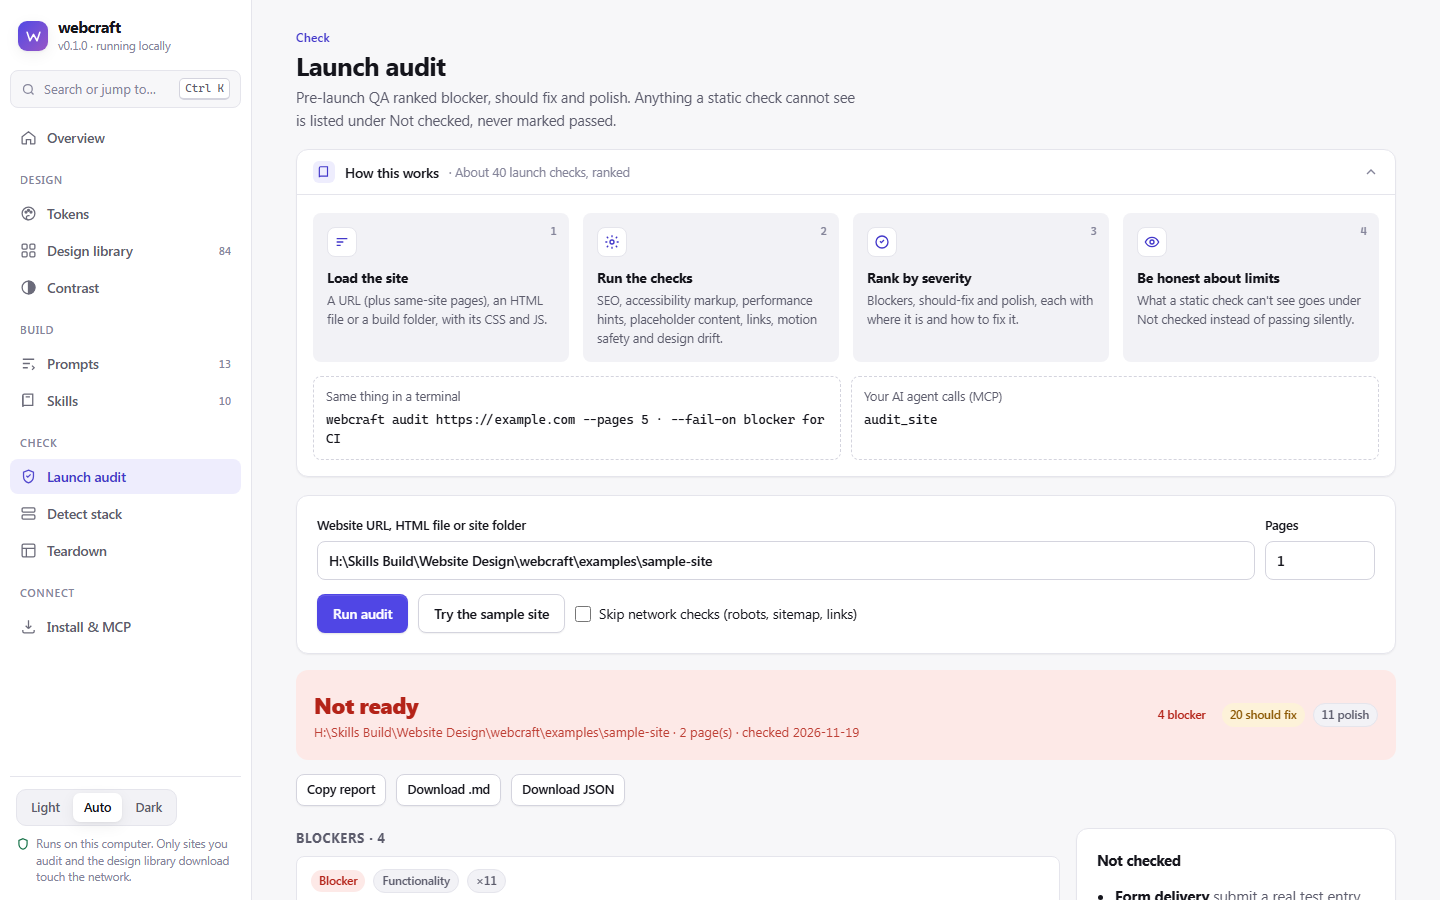 webcraft
v0.1.0 · running locally
Search or jump to...
Ctrl K
Overview
DESIGN
Tokens
Design library
84
Contrast
BUILD
Prompts
13
Skills
10
CHECK
Launch audit
Detect stack
Teardown
CONNECT
Install & MCP
Light
Auto
Dark
Runs on this computer. Only sites you
audit and the design library download
touch the network.
Check
Launch audit
Pre-launch QA ranked blocker, should fix and polish. Anything a static check cannot see
is listed under Not checked, never marked passed.
How this works · About 40 launch checks, ranked
1
Load the site
A URL (plus same-site pages), an HTML
file or a build folder, with its CSS and JS.
2
Run the checks
SEO, accessibility markup, performance
hints, placeholder content, links, motion
safety and design drift.
3
Rank by severity
Blockers, should-fix and polish, each with
where it is and how to fix it.
4
Be honest about limits
What a static check can't see goes under
Not checked instead of passing silently.
Same thing in a terminal
webcraft audit https://example.com --pages 5 · --fail-on blocker for
CI
Your AI agent calls (MCP)
audit_site
Website URL, HTML file or site folder
H:\Skills Build\Website Design\webcraft\examples\sample-site
Pages
1
Run audit
Try the sample site
Skip network checks (robots, sitemap, links)
Not ready
H:\Skills Build\Website Design\webcraft\examples\sample-site · 2 page(s) · checked 2026-11-19
4 blocker
20 should fix
11 polish
Copy report
Download .md
Download JSON
BLOCKERS · 4
Blocker
Functionality
×11
Not checked
• Form delivery submit a real test entry